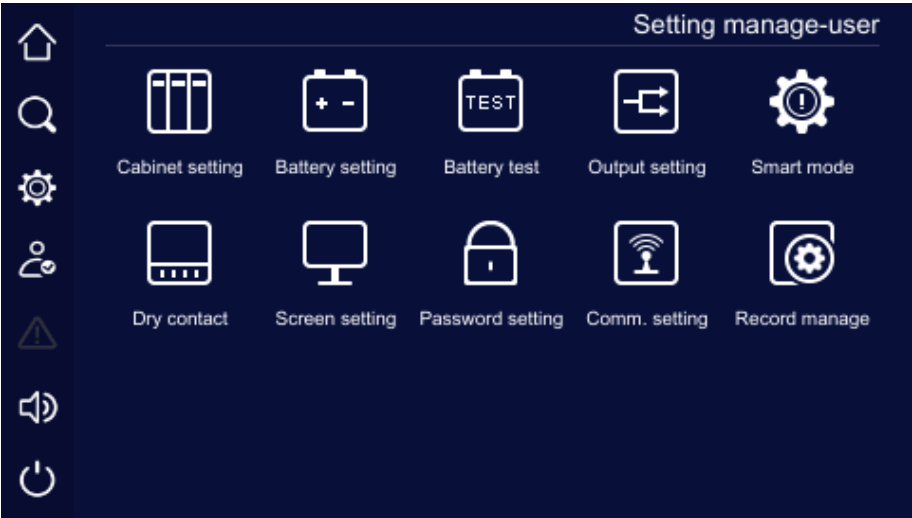 Setting manage-user
+ -
TEST
!
Cabinet setting Battery setting Battery test Output setting Smart mode
Dry contact Screen setting Password setting Comm. setting Record manage